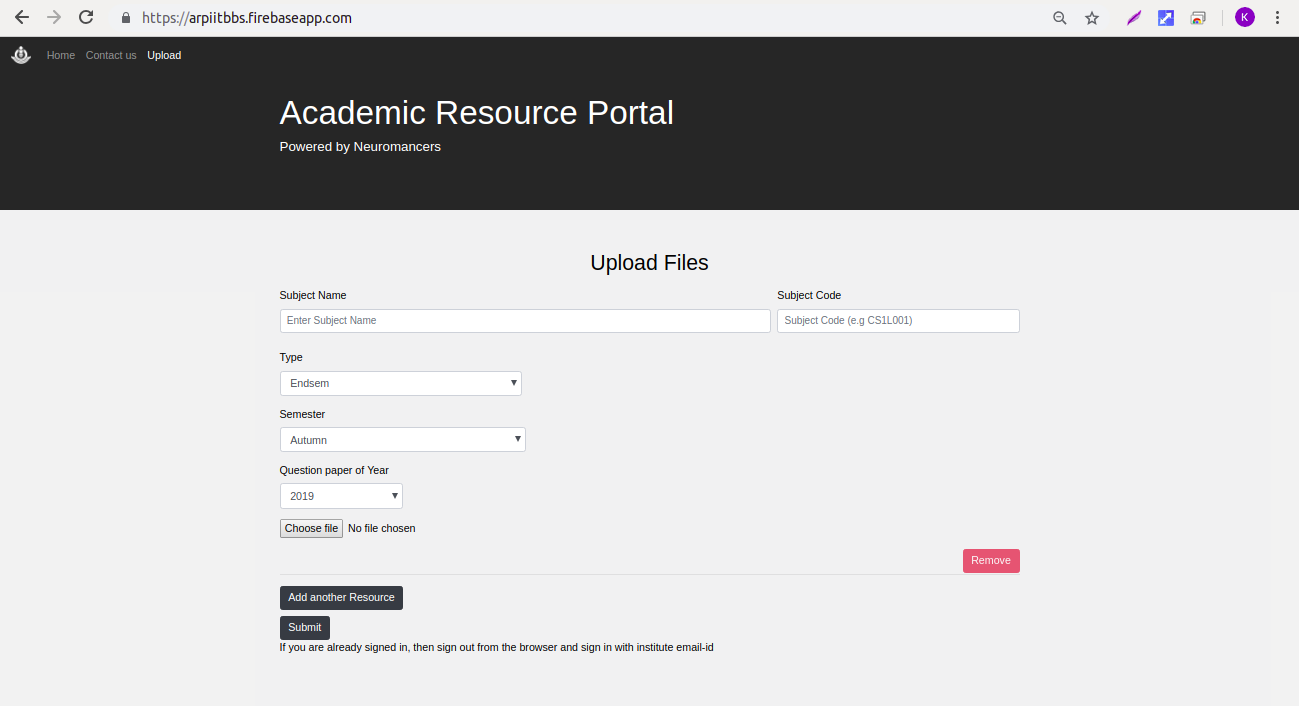 https://arpiitbbs.firebaseapp.com
K
Home Contact us Upload
Academic Resource Portal
Powered by Neuromancers
Upload Files
Subject Name Subject Code
Enter Subject Name Subject Code (e.g CS1L001)
Type
Endsem
Semester
Autumn
Question paper of Year
2019
Choose file No file chosen
Remove
Add another Resource
Submit
If you are already signed in, then sign out from the browser and sign in with institute email-id